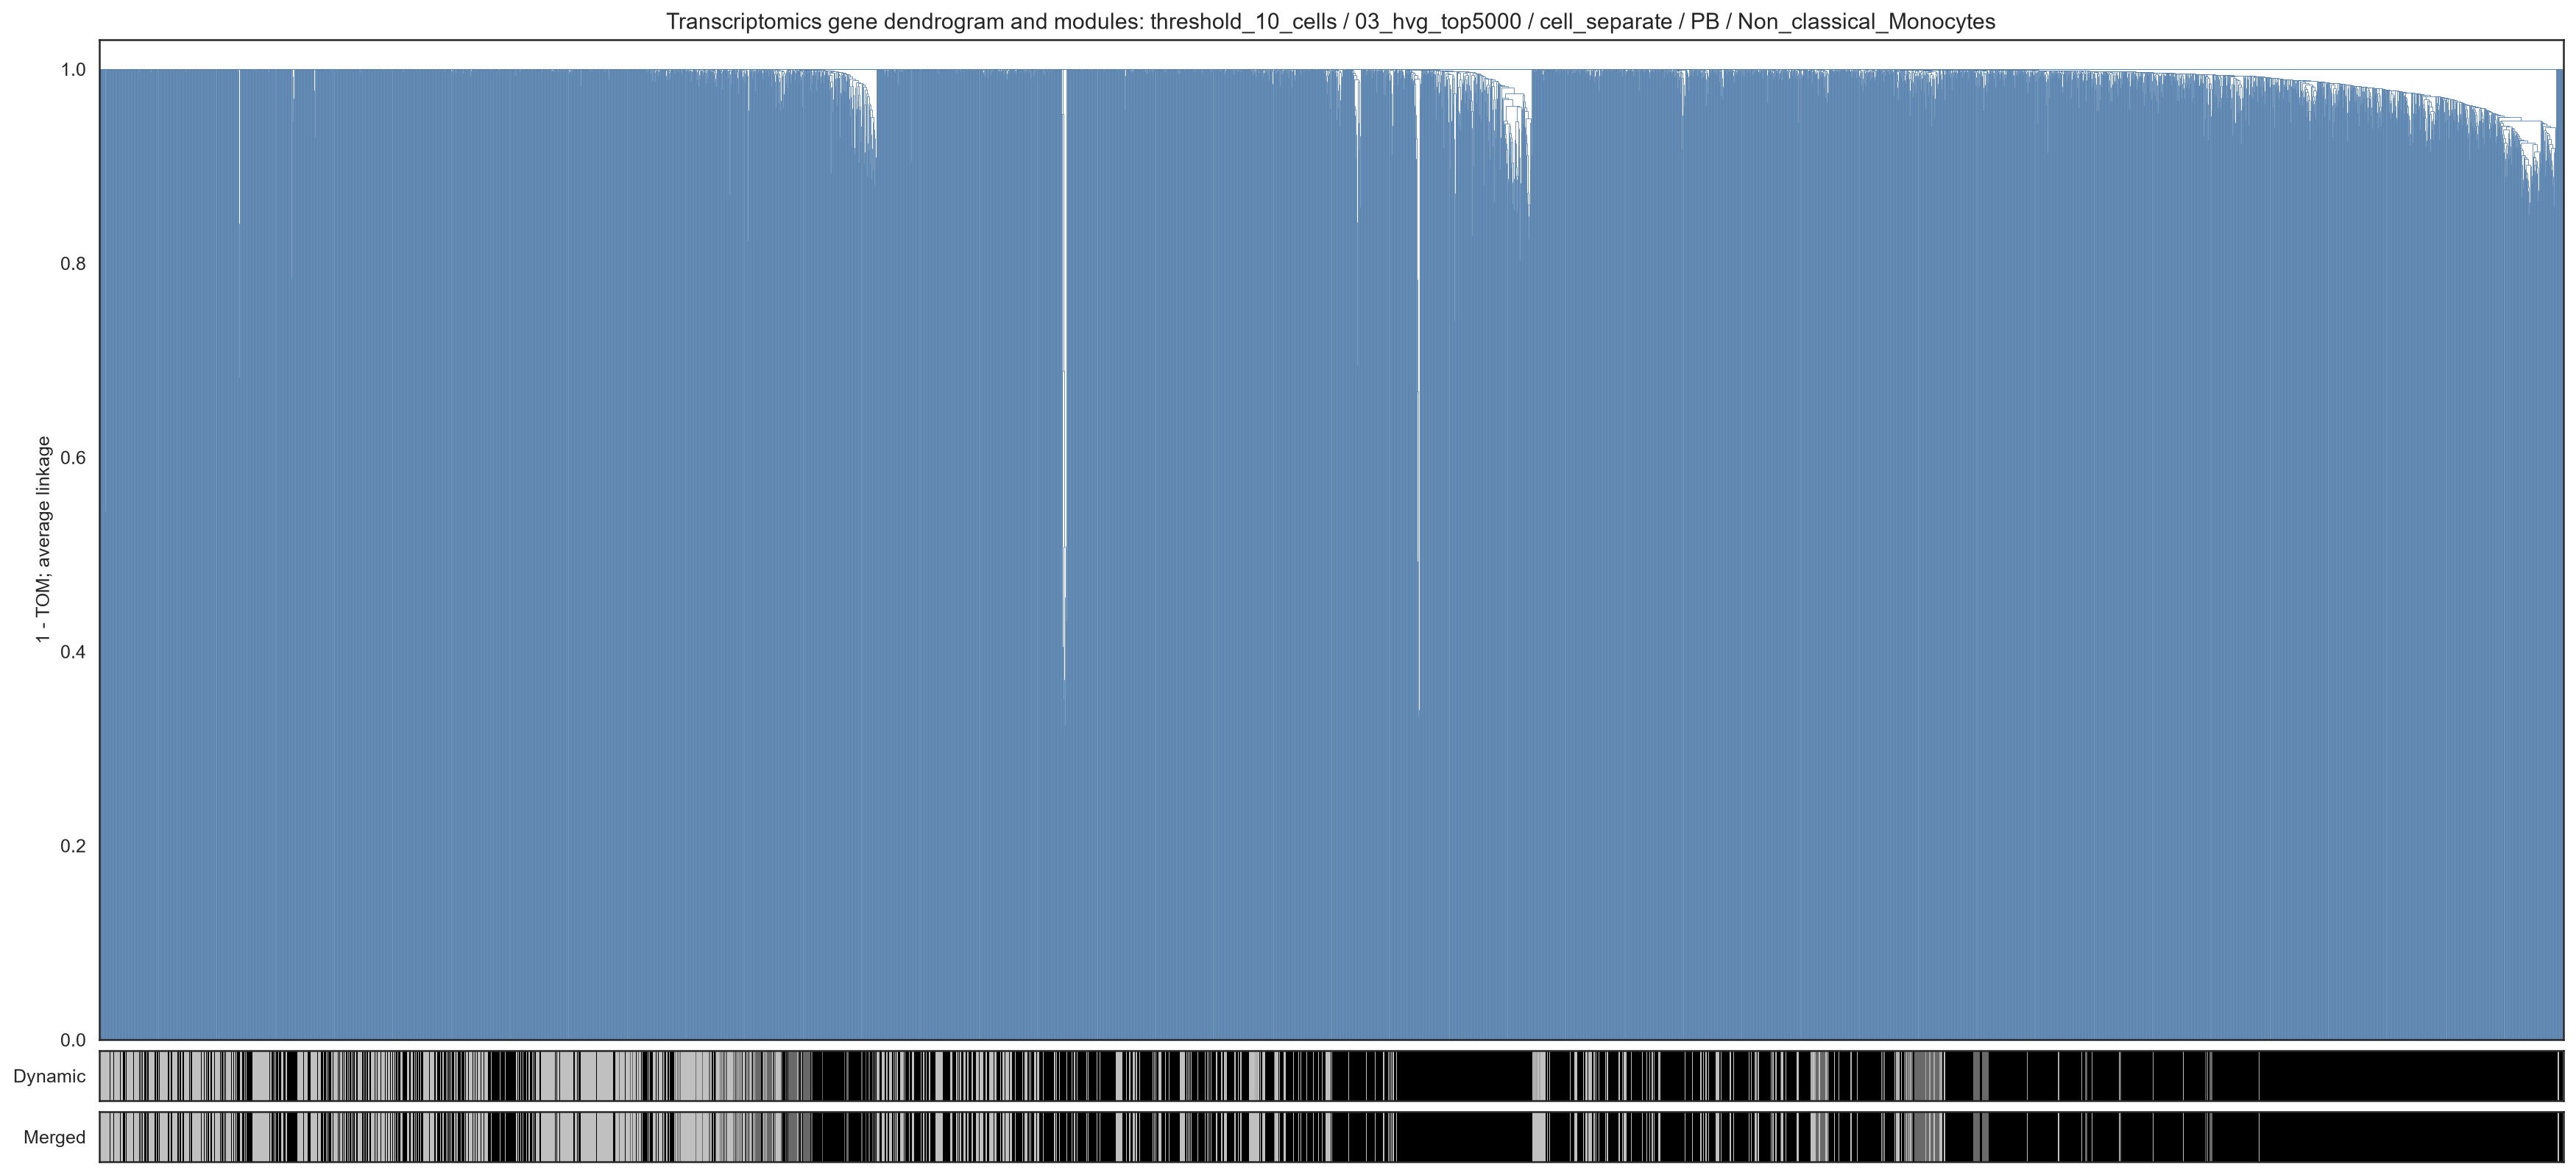 Transcriptomics gene dendrogram and modules: threshold_10_cells / 03_hvg_top5000 / cell_separate / PB / Non_classical_Monocytes
1.0
0.8
0.6
0.4
0.2
0.0
1 - TOM; average linkage
Dynamic
Merged